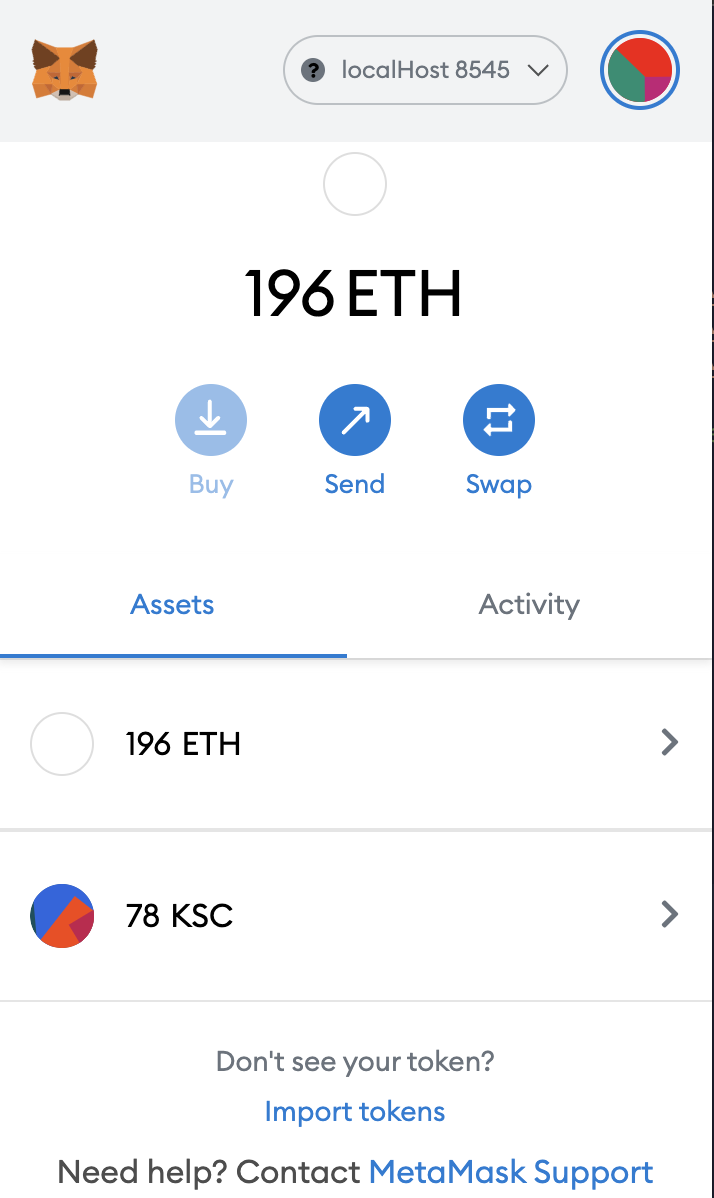 localHost 8545
196 ETH
Buy
Send
Swap
Assets
Activity
196 ETH
78 KSC
Don't see your token?
Import tokens
Need help? Contact MetaMask Support